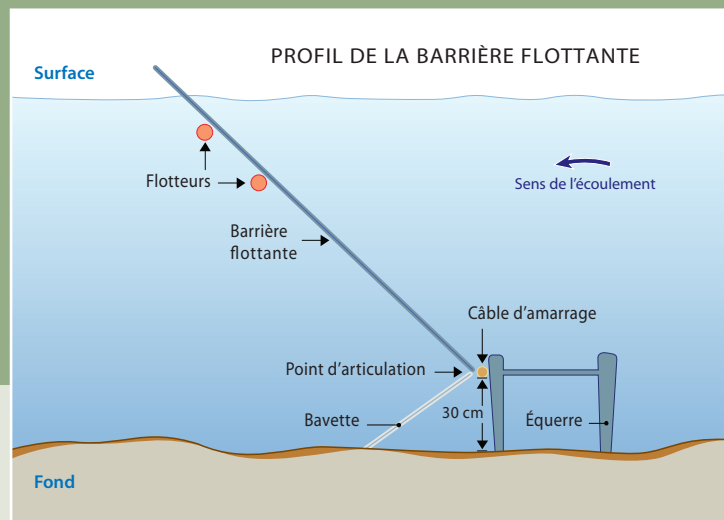 PROFIL DE LA BARRIÈRE FLOTTANTE
Surface
Flotteurs
Sens de l'écoulement
Barrière
flottante
Câble d'amarrage
Point d'articulation
30 cm
Bavette
Équerre
Fond